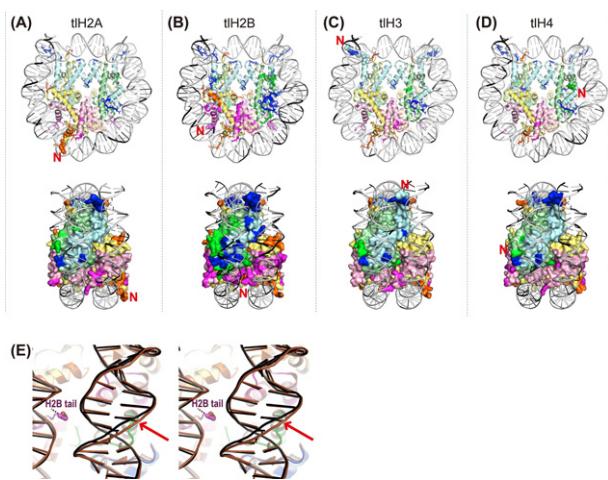 (A) tlH2A
(B) tlH2B
(C) tlH3
(D) tlH4
N
N
N
N
N
N
N
N
(E)
H2B tail
H2B tail